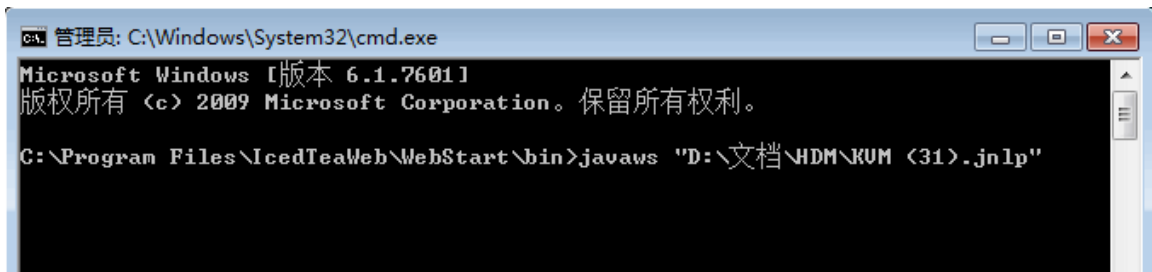 管理员: C:\Windows\System32\cmd.exe
Microsoft Windows [版本 6.1.7601]
版权所有 (c) 2009 Microsoft Corporation。保留所有权利。
C:\Program Files\IcedTeaWeb\WebStart\bin>javaws "D:\文档\HDM\KVM (31).jnlp"